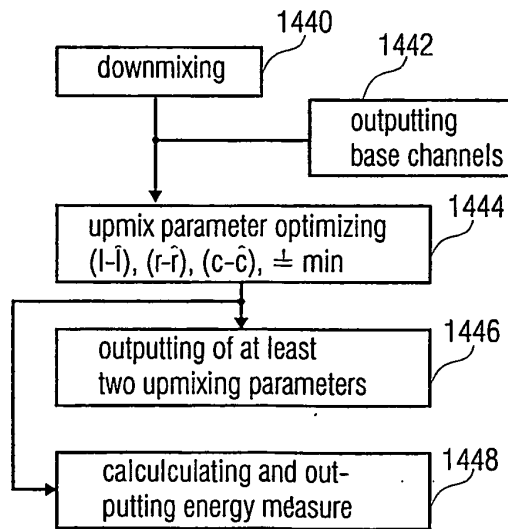 1440
downmixing
1442
outputting
base channels
1444
upmix parameter optimizing
(l-l̂), (r-r̂), (c-ĉ), ≟ min
1446
outputting of at least
two upmixing parameters
1448
calculculating and out-
putting energy measure